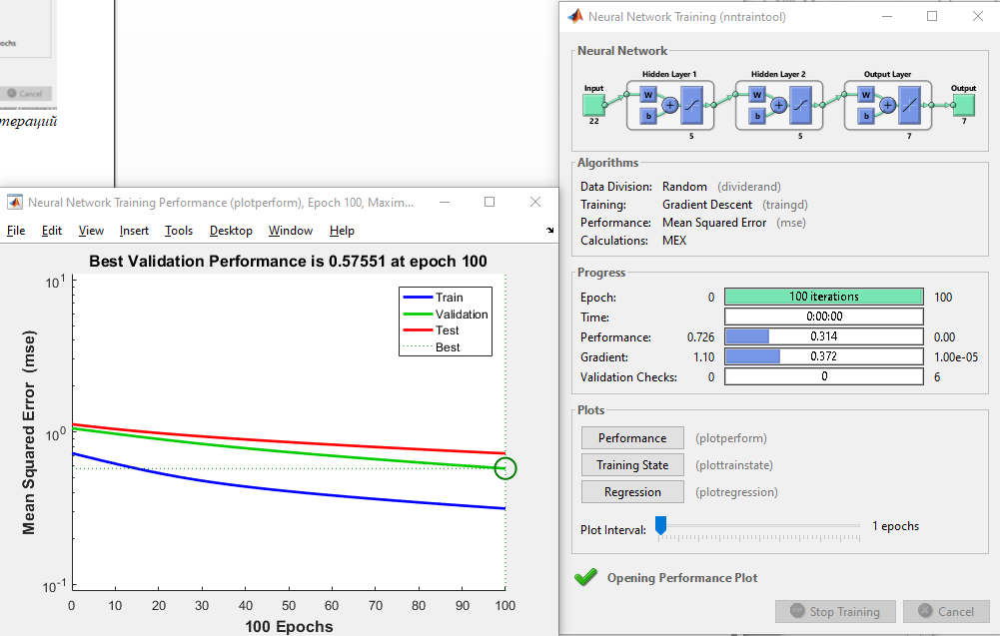 ochs
Cancel
тераций
Neural Network Training Performance (plotperform), Epoch 100, Maxim...
File Edit View Insert Tools Desktop Window Help
Best Validation Performance is 0.57551 at epoch 100
Mean Squared Error (mse)
10^1
10^0
10^-1
Train
Validation
Test
Best
0 10 20 30 40 50 60 70 80 90 100
100 Epochs
Neural Network Training (nntraintool)
Neural Network
Hidden Layer 1 Hidden Layer 2 Output Layer
Input Output
W W W
+ + +
b b b
22 7
5 5 7
Algorithms
Data Division: Random (dividerand)
Training: Gradient Descent (traingd)
Performance: Mean Squared Error (mse)
Calculations: MEX
Progress
Epoch: 0 100 iterations 100
Time: 0:00:00
Performance: 0.726 0.314 0.00
Gradient: 1.10 0.372 1.00e-05
Validation Checks: 0 0 6
Plots
Performance (plotperform)
Training State (plottrainstate)
Regression (plotregression)
Plot Interval: 1 epochs
Opening Performance Plot
Stop Training Cancel